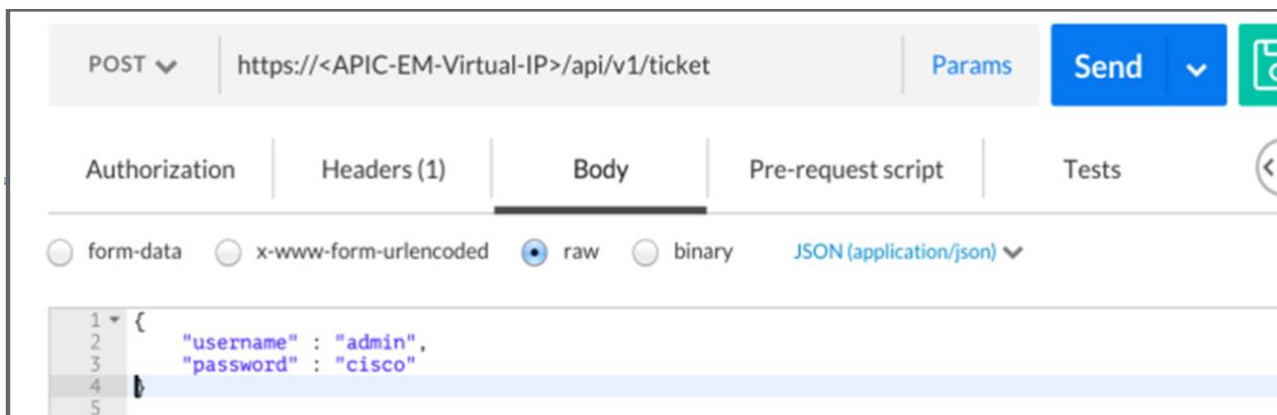 POST https://<APIC-EM-Virtual-IP>/api/v1/ticket Params Send
Authorization Headers (1) Body Pre-request script Tests
form-data x-www-form-urlencoded raw binary JSON (application/json)
1 {
2 "username" : "admin",
3 "password" : "cisco"
4 }
5